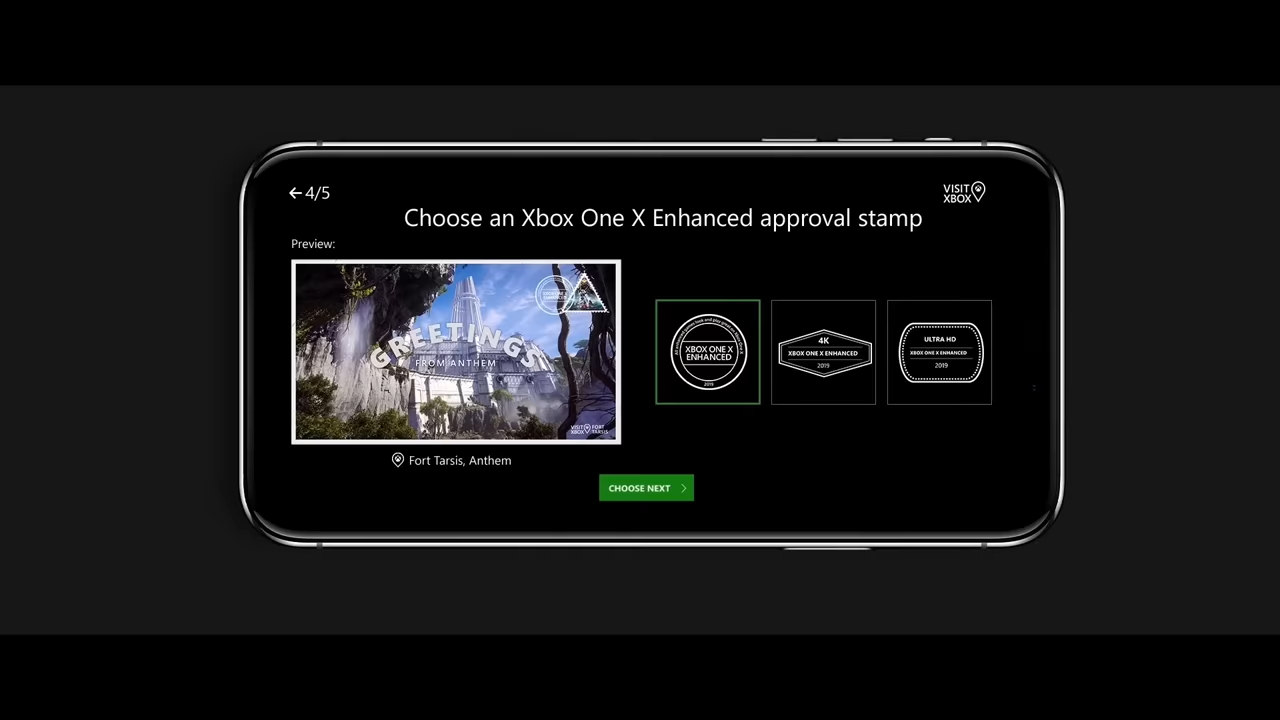 4/5
VISIT
XBOX
Choose an Xbox One X Enhanced approval stamp
Preview:
GREETINGS
FROM ANTHEM
VISIT
XBOX
FORT
TARSIS
Fort Tarsis, Anthem
XBOX ONE X
ENHANCED
2019
4K
XBOX ONE X ENHANCED
2019
ULTRA HD
XBOX ONE X ENHANCED
2019
CHOOSE NEXT